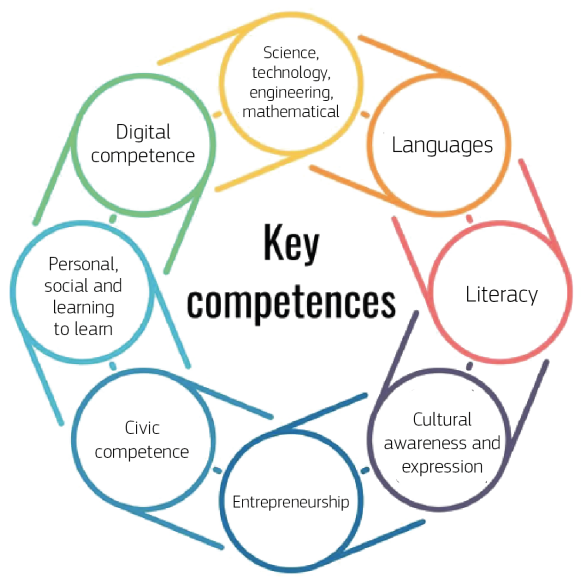 Science,
technology,
engineering,
mathematical
Languages
Literacy
Cultural
awareness and
expression
Entrepreneurship
Civic
competence
Personal,
social and
learning
to learn
Digital
competence
Key
competences